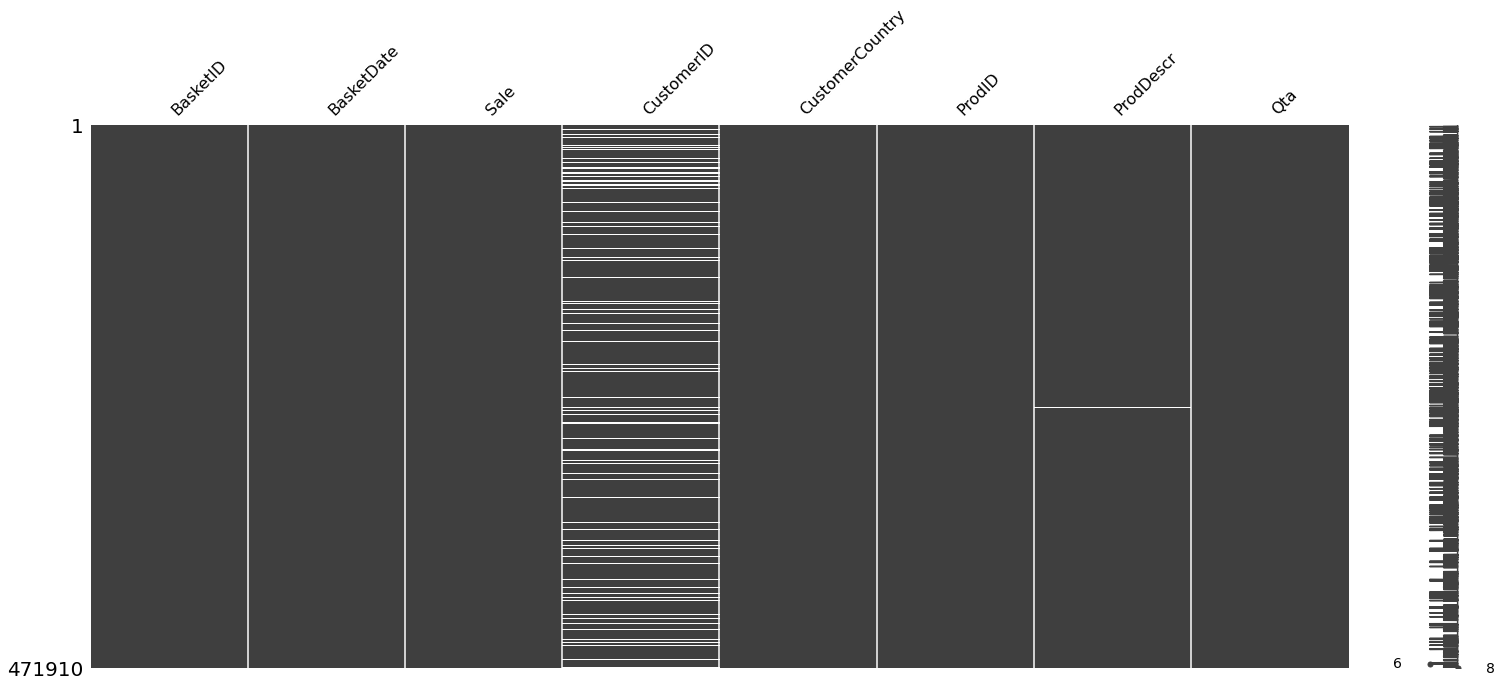 BasketID
BasketDate
Sale
CustomerID
CustomerCountry
ProdID
ProdDescr
Qta
1
471910
6
8